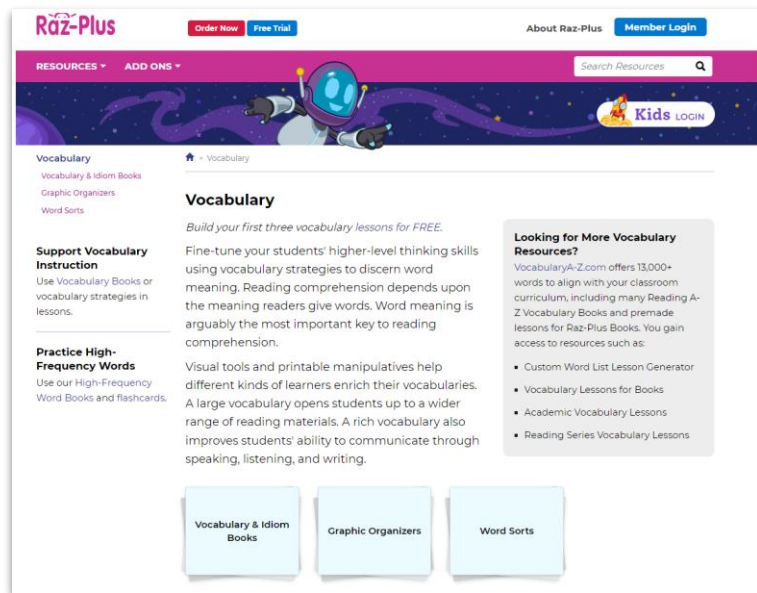 Raz-Plus
Order Now
Free Trial
About Raz-Plus
Member Login
RESOURCES
ADD ONS
Search Resources
Kids LOGIN
Vocabulary
Vocabulary & Idiom Books
Graphic Organizers
Word Sorts
Support Vocabulary
Instruction
Use Vocabulary Books or
vocabulary strategies in
lessons.
Practice High-
Frequency Words
Use our High-Frequency
Word Books and flashcards.
» Vocabulary
Vocabulary
Build your first three vocabulary lessons for FREE.
Fine-tune your students' higher-level thinking skills
using vocabulary strategies to discern word
meaning. Reading comprehension depends upon
the meaning readers give words. Word meaning is
arguably the most important key to reading
comprehension.
Visual tools and printable manipulatives help
different kinds of learners enrich their vocabularies.
A large vocabulary opens students up to a wider
range of reading materials. A rich vocabulary also
improves students' ability to communicate through
speaking, listening, and writing.
Looking for More Vocabulary
Resources?
VocabularyA-Z.com offers 13,000+
words to align with your classroom
curriculum, including many Reading A-
Z Vocabulary Books and premade
lessons for Raz-Plus Books. You gain
access to resources such as:
▪ Custom Word List Lesson Generator
▪ Vocabulary Lessons for Books
▪ Academic Vocabulary Lessons
▪ Reading Series Vocabulary Lessons
Vocabulary & Idiom
Books
Graphic Organizers
Word Sorts